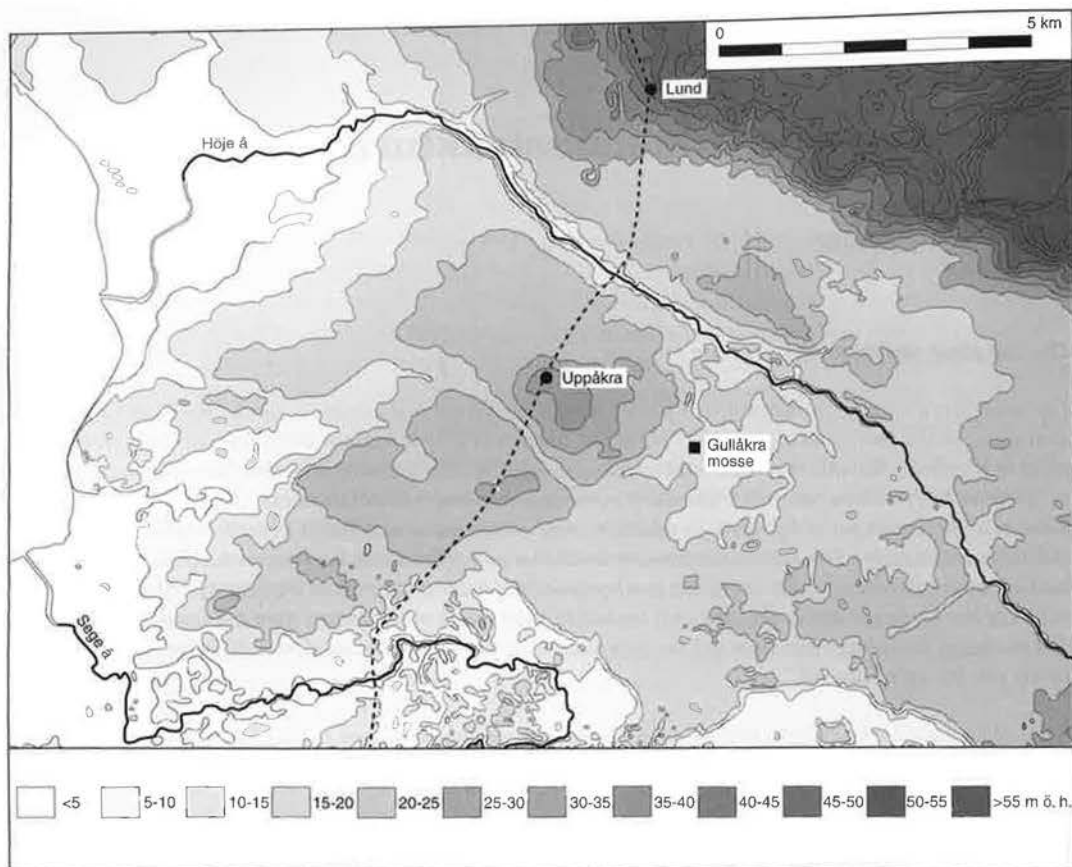 0 5 km
Lund
Höje å
Uppåkra
Gullåkra
mosse
Sege å
<5 5-10 10-15 15-20 20-25 25-30 30-35 35-40 40-45 45-50 50-55 >55 m ö. h.